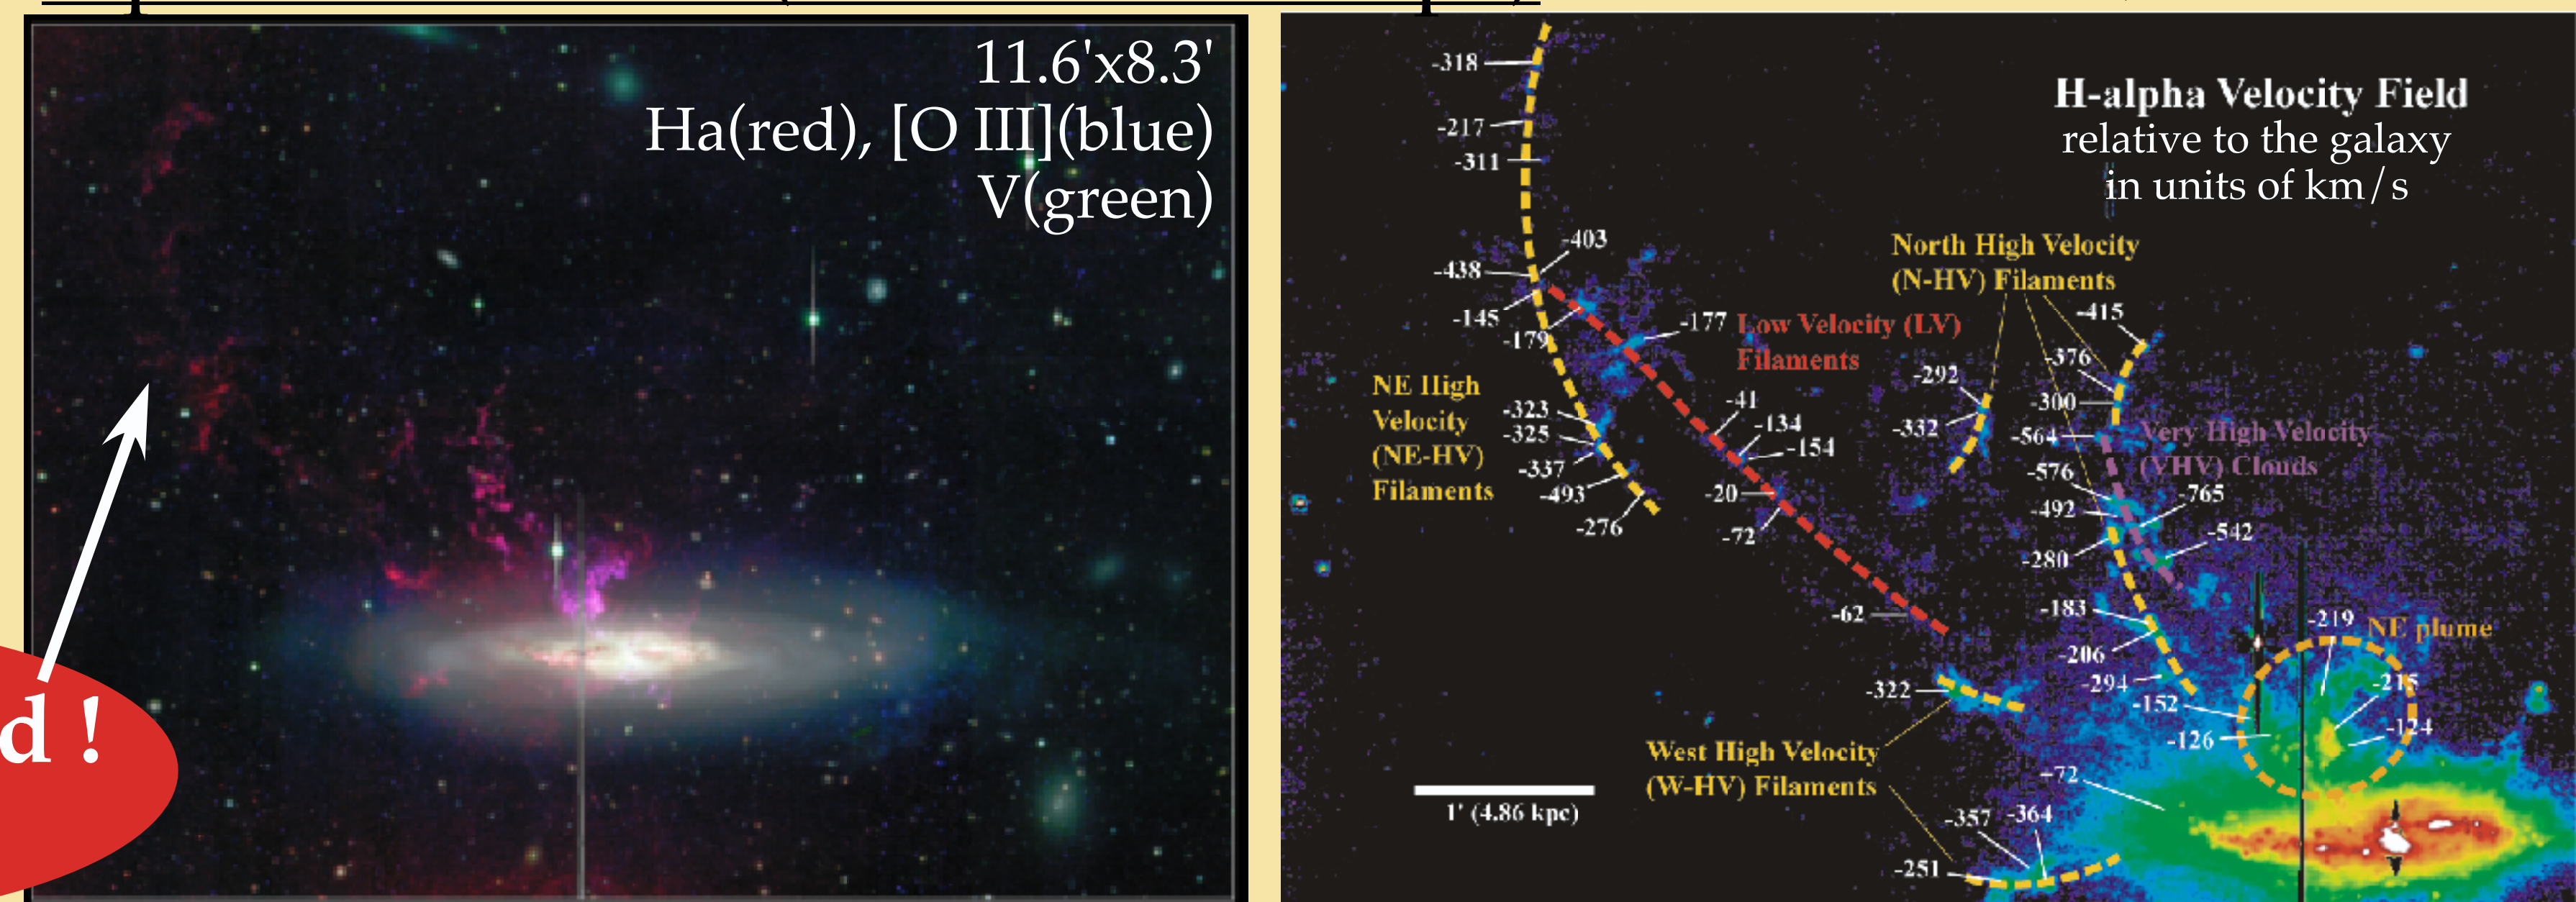 11.6'x8.3'
Ha(red), [O III](blue)
V(green)
d !
H-alpha Velocity Field
relative to the galaxy
in units of km/s
-318
-217
-311
-403
-438
-145
-179
-177
Low Velocity (LV)
Filaments
North High Velocity
(N-HV) Filaments
-415
-376
-292
-300
-332
-564
Very High Velocity
(VHV) Clouds
NE High
Velocity
(NE-HV)
Filaments
-323
-325
-337
-493
-276
-41
-134
-154
-20
-72
-62
-576
-492
-765
-542
-280
-183
-206
-294
-219
NE plume
-215
-152
-126
-124
-322
West High Velocity
(W-HV) Filaments
-72
1' (4.86 kpc)
-357
-364
-251